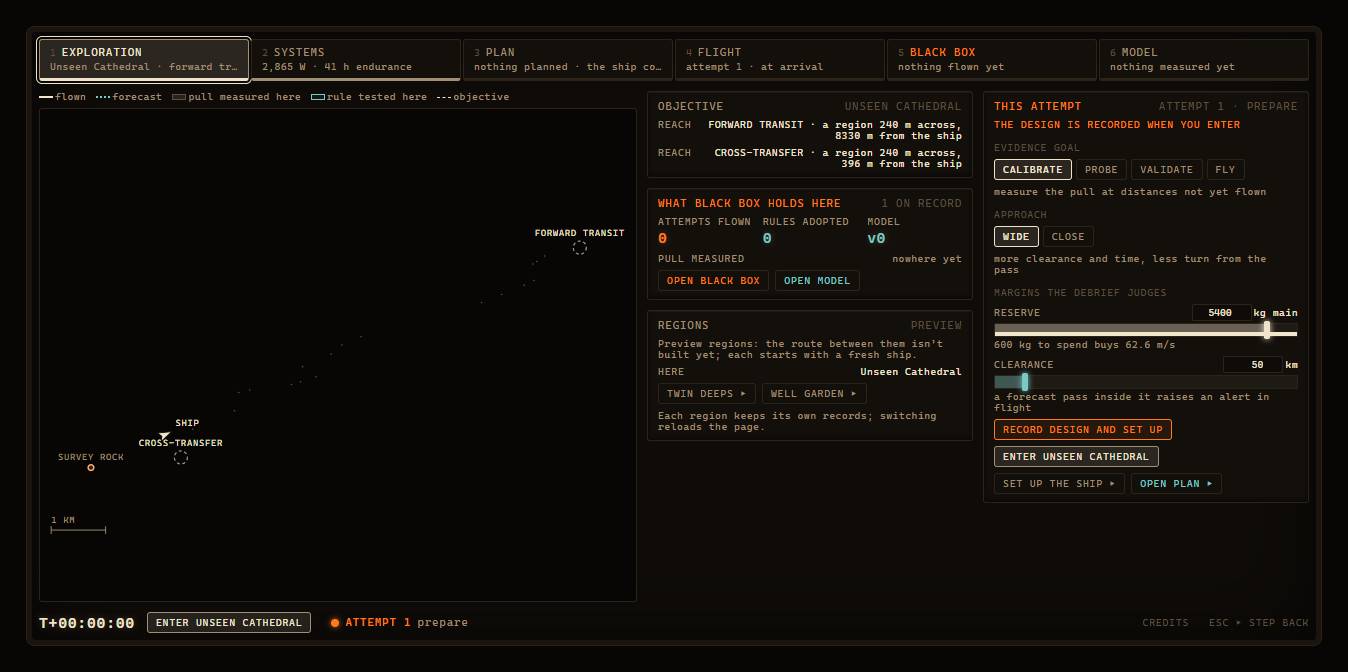 1 EXPLORATION
Unseen Cathedral · forward tr…
2 SYSTEMS
2,865 W · 41 h endurance
3 PLAN
nothing planned · the ship co…
4 FLIGHT
attempt 1 · at arrival
5 BLACK BOX
nothing flown yet
6 MODEL
nothing measured yet
flown forecast pull measured here rule tested here objective
FORWARD TRANSIT
SHIP
CROSS-TRANSFER
SURVEY ROCK
1 KM
OBJECTIVE UNSEEN CATHEDRAL
REACH FORWARD TRANSIT · a region 240 m across,
8330 m from the ship
REACH CROSS-TRANSFER · a region 240 m across,
396 m from the ship
WHAT BLACK BOX HOLDS HERE 1 ON RECORD
ATTEMPTS FLOWN RULES ADOPTED MODEL
0 0 v0
PULL MEASURED nowhere yet
OPEN BLACK BOX OPEN MODEL
REGIONS PREVIEW
Preview regions: the route between them isn't
built yet; each starts with a fresh ship.
HERE Unseen Cathedral
TWIN DEEPS ▸ WELL GARDEN ▸
Each region keeps its own records; switching
reloads the page.
THIS ATTEMPT ATTEMPT 1 · PREPARE
THE DESIGN IS RECORDED WHEN YOU ENTER
EVIDENCE GOAL
CALIBRATE PROBE VALIDATE FLY
measure the pull at distances not yet flown
APPROACH
WIDE CLOSE
more clearance and time, less turn from the
pass
MARGINS THE DEBRIEF JUDGES
RESERVE 5400 kg main
600 kg to spend buys 62.6 m/s
CLEARANCE 50 km
a forecast pass inside it raises an alert in
flight
RECORD DESIGN AND SET UP
ENTER UNSEEN CATHEDRAL
SET UP THE SHIP ▸ OPEN PLAN ▸
T+00:00:00 ENTER UNSEEN CATHEDRAL ATTEMPT 1 prepare
CREDITS ESC ▸ STEP BACK